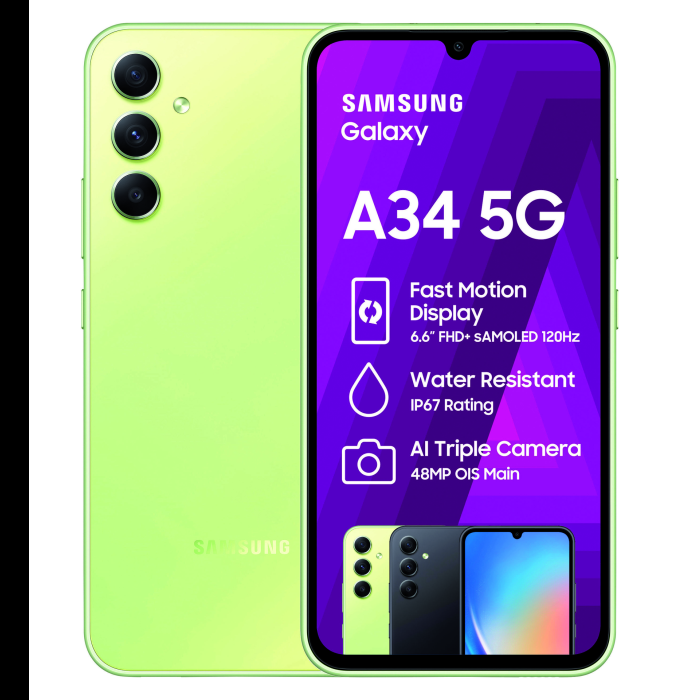 SAMSUNG
Galaxy
A34 5G
Fast Motion
Display
6.6" FHD+ sAMOLED 120Hz
Water Resistant
IP67 Rating
AI Triple Camera
48MP OIS Main
SAMSUNG